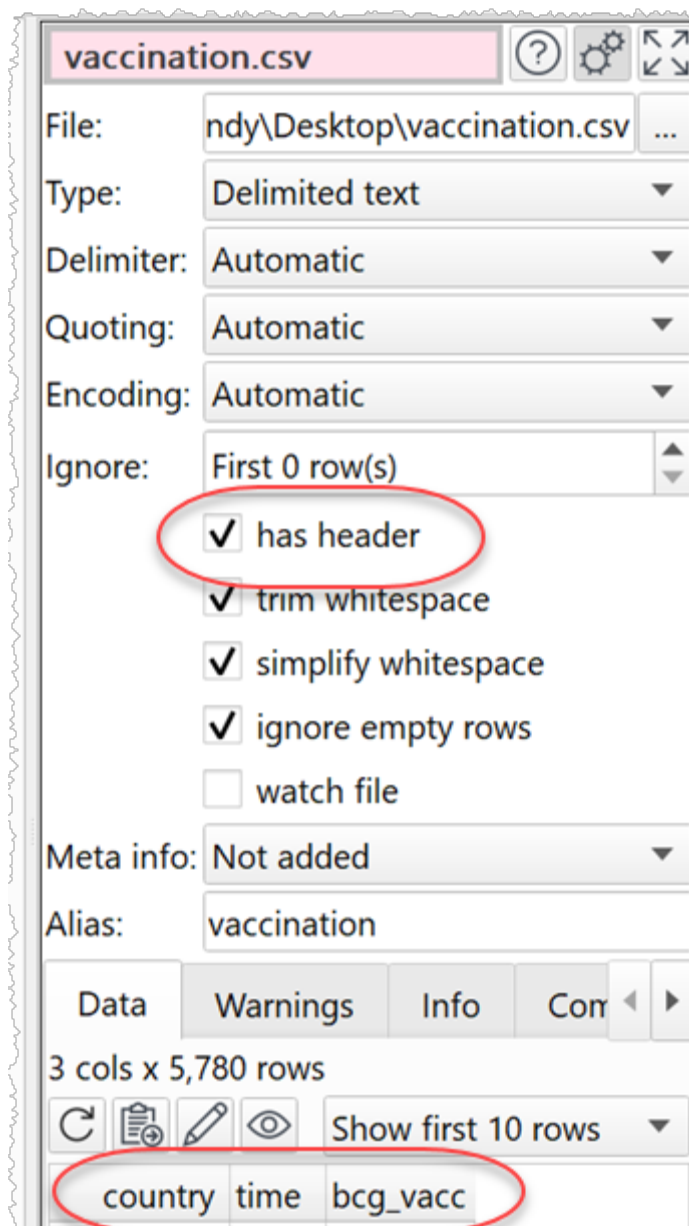 vaccination.csv
File: ndy\Desktop\vaccination.csv ...
Type: Delimited text
Delimiter: Automatic
Quoting: Automatic
Encoding: Automatic
Ignore: First 0 row(s)
has header
trim whitespace
simplify whitespace
ignore empty rows
watch file
Meta info: Not added
Alias: vaccination
Data Warnings Info Com
3 cols x 5,780 rows
Show first 10 rows
country time bcg_vacc